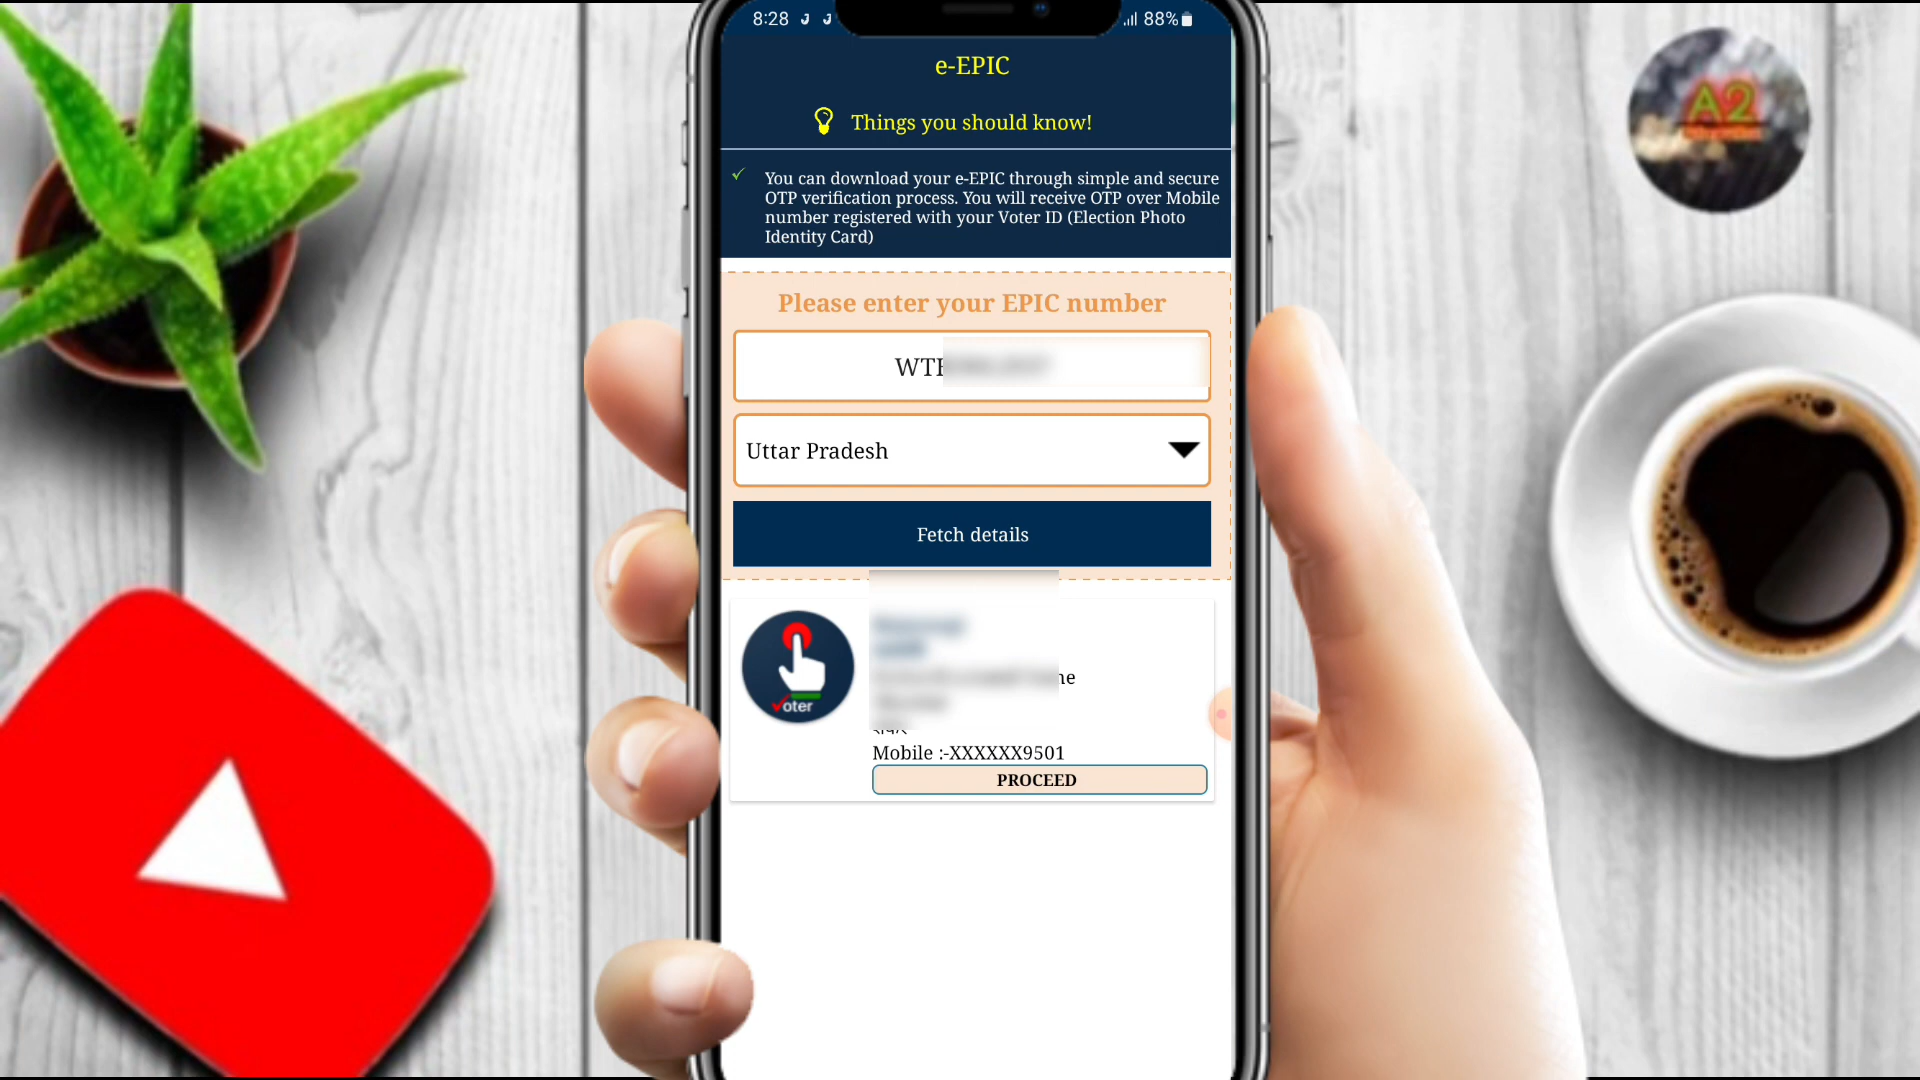 8:28
88%
e-EPIC
Things you should know!
You can download your e-EPIC through simple and secure
OTP verification process. You will receive OTP over Mobile
number registered with your Voter ID (Election Photo
Identity Card)
Please enter your EPIC number
Uttar Pradesh
Fetch details
Voter
Mobile :-XXXXXX9501
PROCEED
A2